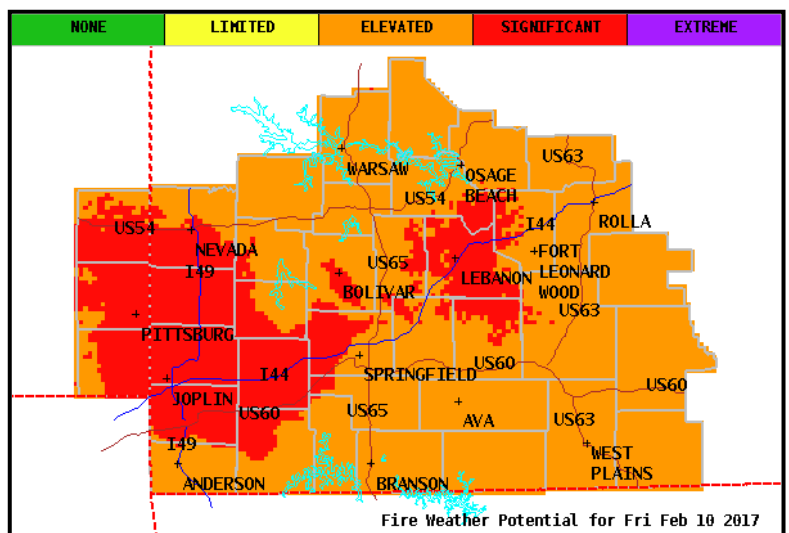 NONE LIMITED ELEVATED SIGNIFICANT EXTREME
WARSAW
US63
OSAGE
BEACH
US54
ROLLA
US54
I44
NEVADA
FORT
LEONARD
WOOD
US65
I49
LEBANON
BOLIVAR
US63
PITTSBURG
US60
I44
SPRINGFIELD
US60
JOPLIN
US60
US65
AVA
US63
I49
WEST
PLAINS
ANDERSON
BRANSON
Fire Weather Potential for Fri Feb 10 2017